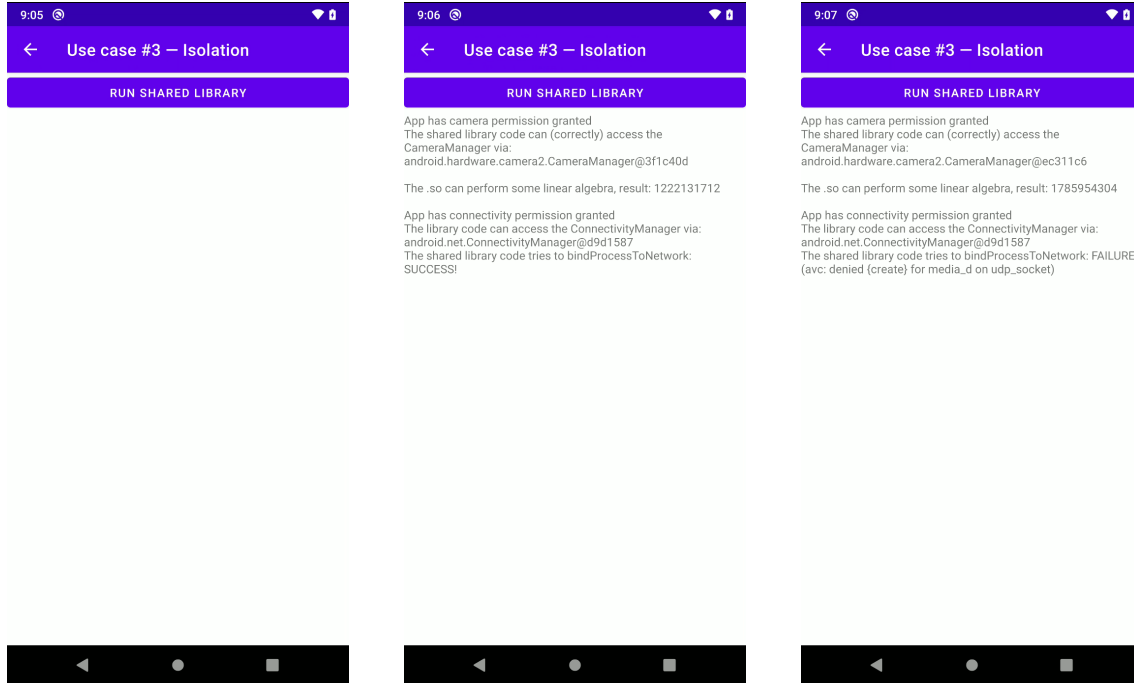 9:05
Use case #3 — Isolation
RUN SHARED LIBRARY
9:06
Use case #3 — Isolation
RUN SHARED LIBRARY
App has camera permission granted
The shared library code can (correctly) access the
CameraManager via:
android.hardware.camera2.CameraManager@3f1c40d
The .so can perform some linear algebra, result: 1222131712
App has connectivity permission granted
The library code can access the ConnectivityManager via:
android.net.ConnectivityManager@d9d1587
The shared library code tries to bindProcessToNetwork:
SUCCESS!
9:07
Use case #3 — Isolation
RUN SHARED LIBRARY
App has camera permission granted
The shared library code can (correctly) access the
CameraManager via:
android.hardware.camera2.CameraManager@ec311c6
The .so can perform some linear algebra, result: 1785954304
App has connectivity permission granted
The library code can access the ConnectivityManager via:
android.net.ConnectivityManager@d9d1587
The shared library code tries to bindProcessToNetwork: FAILURE
(avc: denied {create} for media_d on udp_socket)